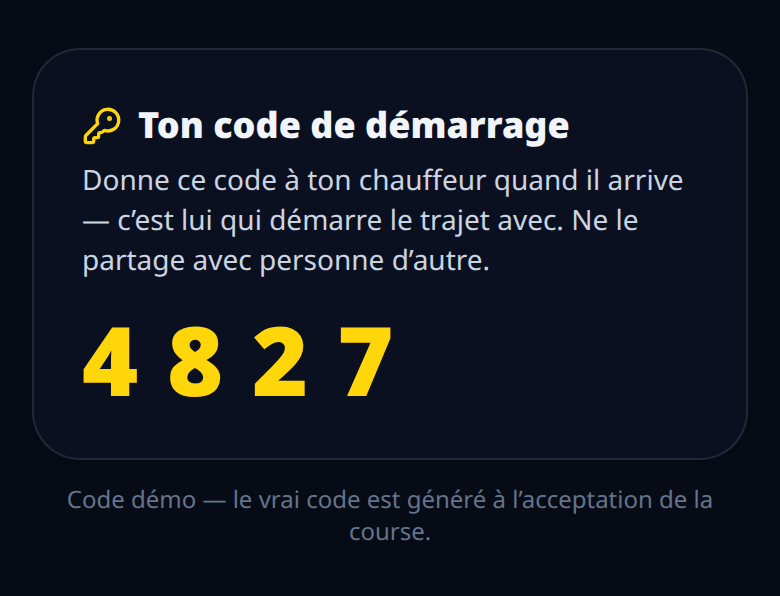 Ton code de démarrage
Donne ce code à ton chauffeur quand il arrive
— c’est lui qui démarre le trajet avec. Ne le
partage avec personne d’autre.
4 8 2 7
Code démo — le vrai code est généré à l’acceptation de la
course.